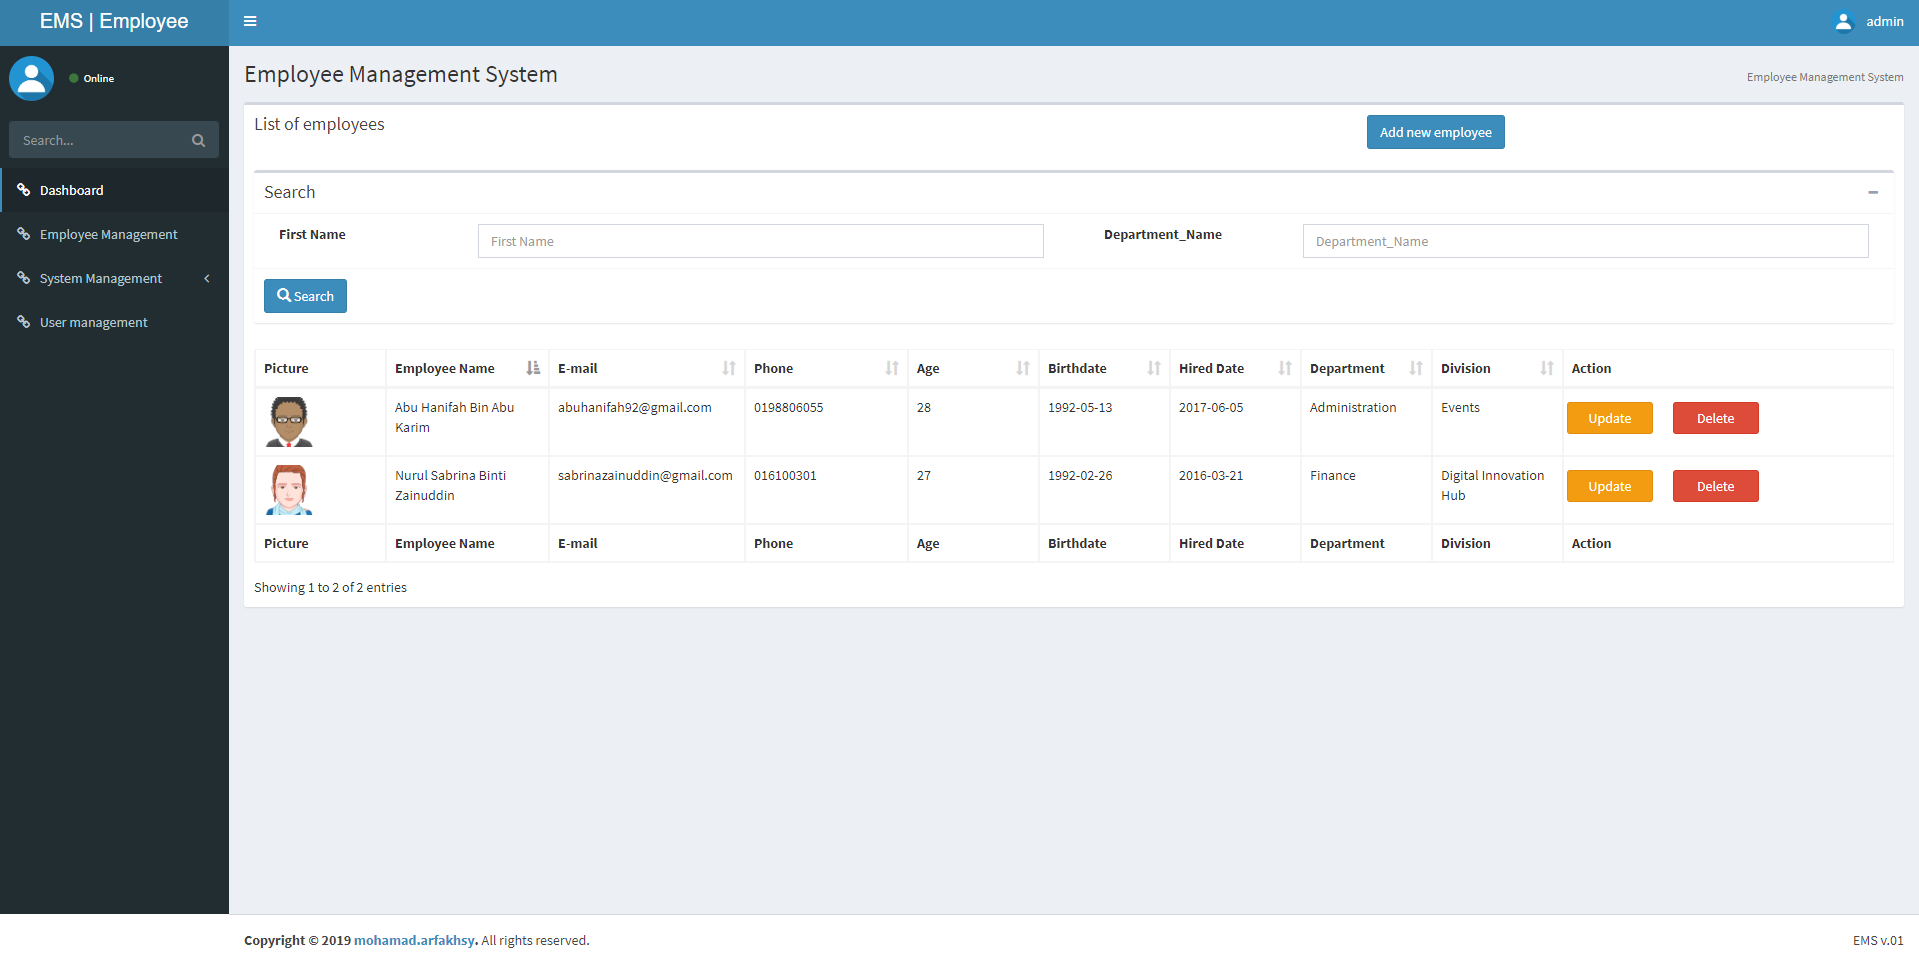 EMS | Employee
admin
Online
Search...
Dashboard
Employee Management
System Management
User management
Employee Management System
Employee Management System
List of employees
Add new employee
Search
First Name
First Name
Department_Name
Department_Name
Search
Picture Employee Name E-mail Phone Age Birthdate Hired Date Department Division Action
Abu Hanifah Bin Abu abuhanifah92@gmail.com 0198806055 28 1992-05-13 2017-06-05 Administration Events
Karim
Update Delete
Nurul Sabrina Binti sabrinazainuddin@gmail.com 016100301 27 1992-02-26 2016-03-21 Finance Digital Innovation
Zainuddin Hub
Update Delete
Picture Employee Name E-mail Phone Age Birthdate Hired Date Department Division Action
Showing 1 to 2 of 2 entries
Copyright © 2019 mohamad.arfakhsy. All rights reserved.
EMS v.01